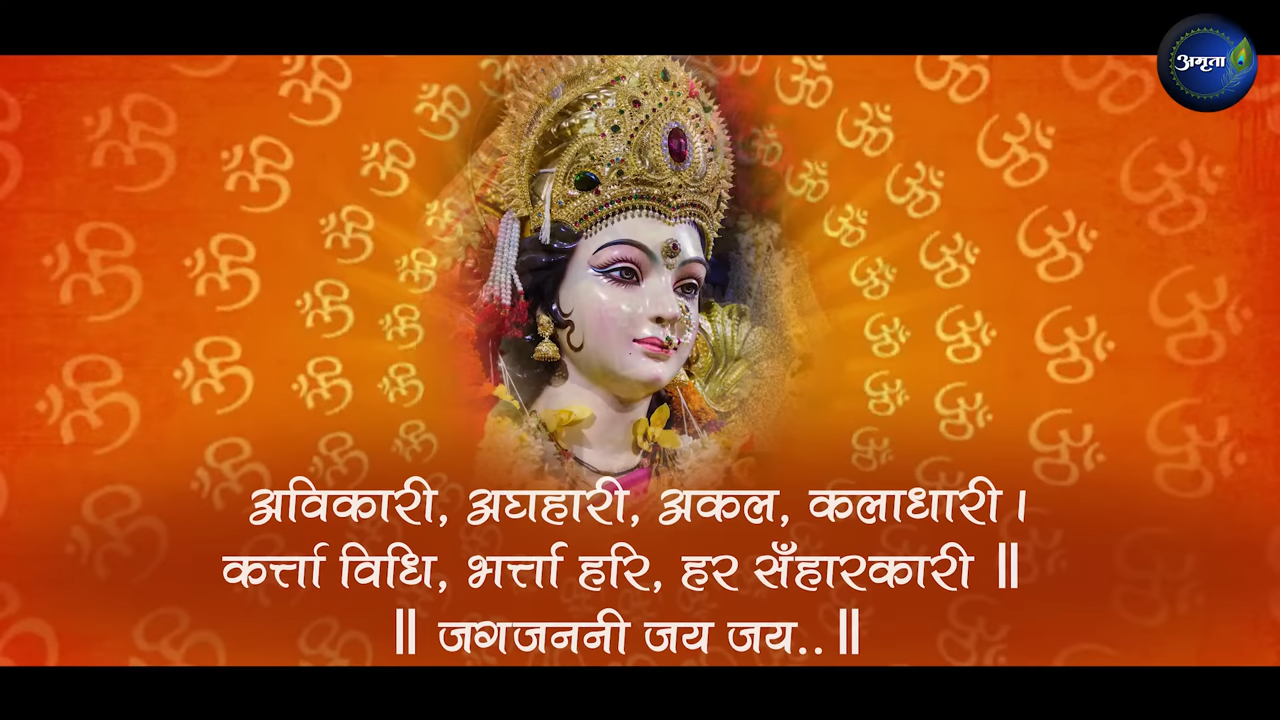 अमृता
अविकारी, अघहारी, अकल, कलाधारी ।
कर्त्ता विधि, भर्त्ता हरि, हर सँहारकारी ॥
॥ जगजननी जय जय.. ॥